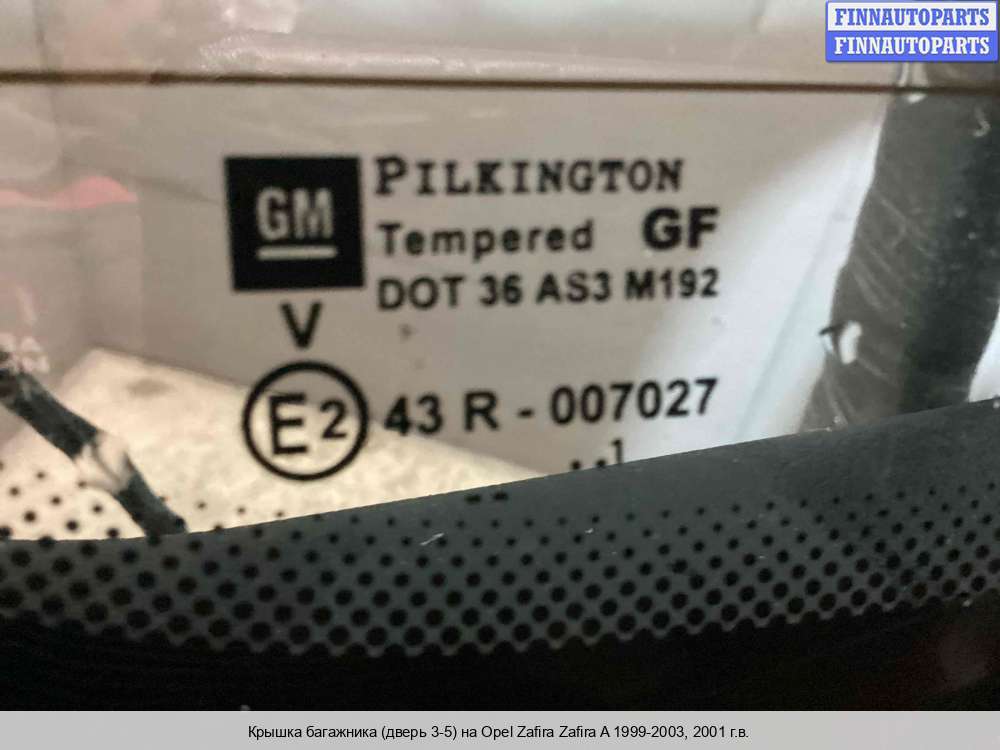 FINNAUTOPARTS
FINNAUTOPARTS
GM
PILKINGTON
Tempered GF
DOT 36 AS3 M192
V
E2 43 R - 007027
Крышка багажника (дверь 3-5) на Opel Zafira Zafira A 1999-2003, 2001 г.в.